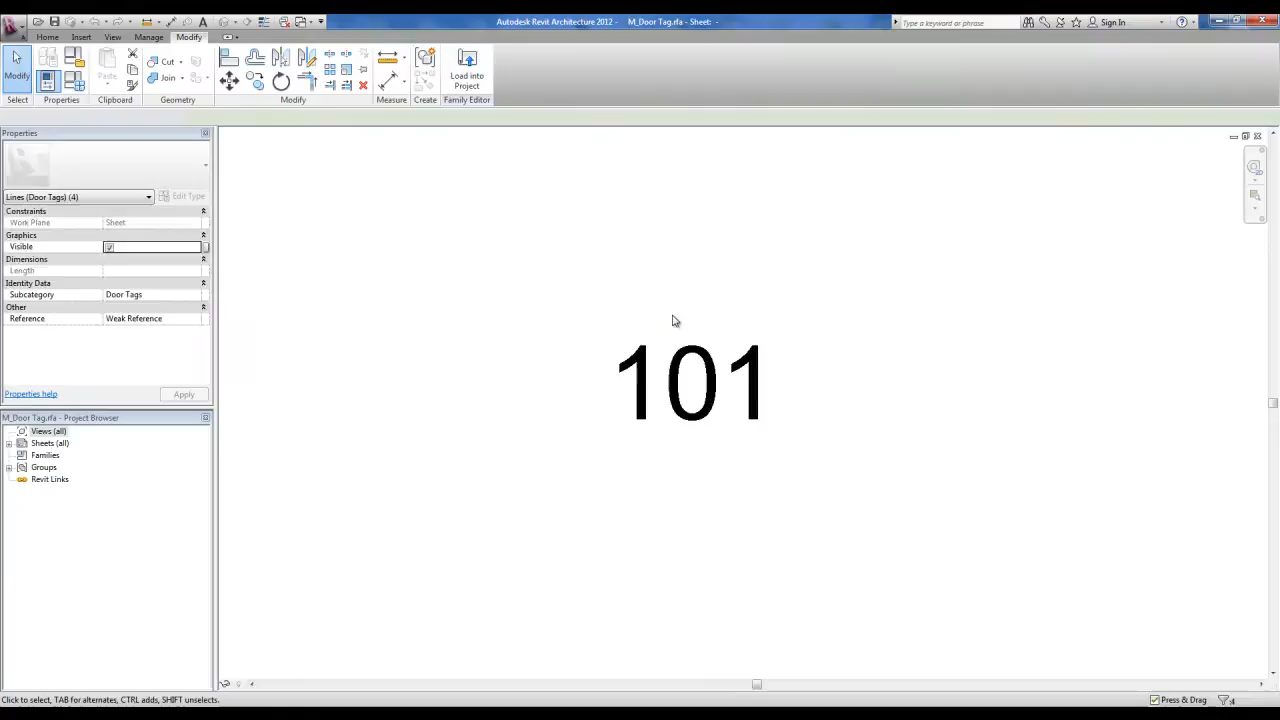 Autodesk Revit Architecture 2012 - M_Door Tag.rfa - Sheet: -
Type a keyword or phrase
Sign In
Home Insert View Manage Modify
Modify
Paste
Cut
Join
Load into
Project
Select Properties Clipboard Geometry Modify Measure Create Family Editor
Properties
Lines (Door Tags) (4)
Edit Type
Constraints
Work Plane Sheet
Graphics
Visible
Dimensions
Length
Identity Data
Subcategory Door Tags
Other
Reference Weak Reference
Properties help
Apply
M_Door Tag.rfa - Project Browser
Views (all)
Sheets (all)
Families
Groups
Revit Links
101
Click to select, TAB for alternates, CTRL adds, SHIFT unselects.
Press & Drag
:4